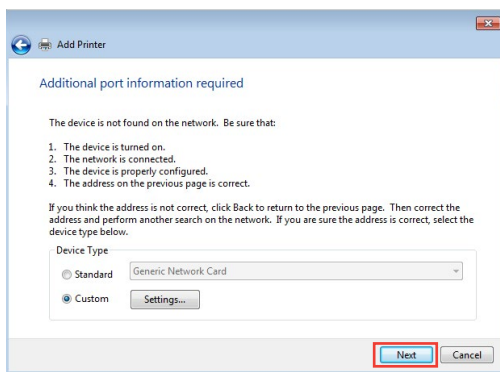 Add Printer
Additional port information required
The device is not found on the network. Be sure that:
1. The device is turned on.
2. The network is connected.
3. The device is properly configured.
4. The address on the previous page is correct.
If you think the address is not correct, click Back to return to the previous page. Then correct the
address and perform another search on the network. If you are sure the address is correct, select the
device type below.
Device Type
Standard
Generic Network Card
Custom
Settings...
Next
Cancel